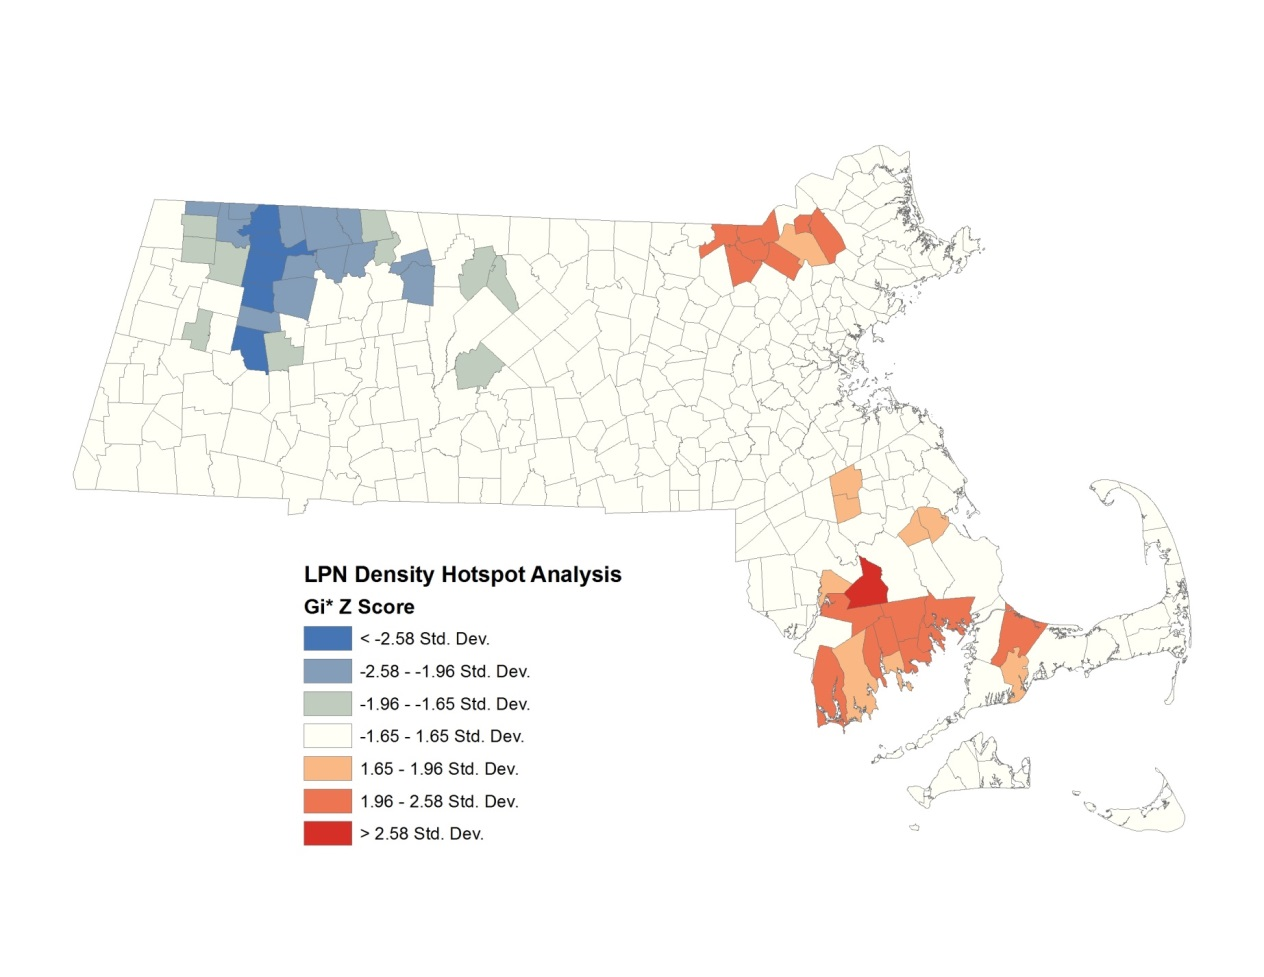 LPN Density Hotspot Analysis
Gi* Z Score
< -2.58 Std. Dev.
-2.58 - -1.96 Std. Dev.
-1.96 - -1.65 Std. Dev.
-1.65 - 1.65 Std. Dev.
1.65 - 1.96 Std. Dev.
1.96 - 2.58 Std. Dev.
> 2.58 Std. Dev.